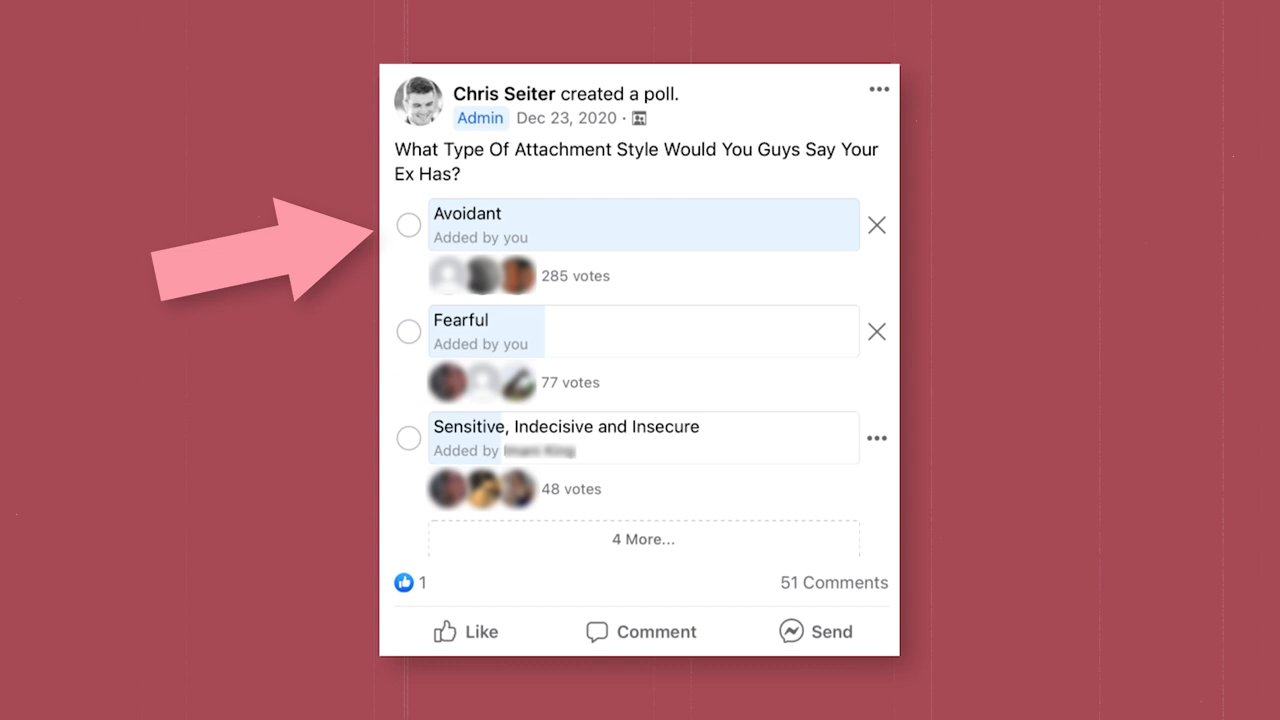 Chris Seiter created a poll.
Admin Dec 23, 2020 ·
What Type Of Attachment Style Would You Guys Say Your
Ex Has?
Avoidant
Added by you
285 votes
Fearful
Added by you
77 votes
Sensitive, Indecisive and Insecure
Added by
48 votes
4 More...
1
51 Comments
Like
Comment
Send